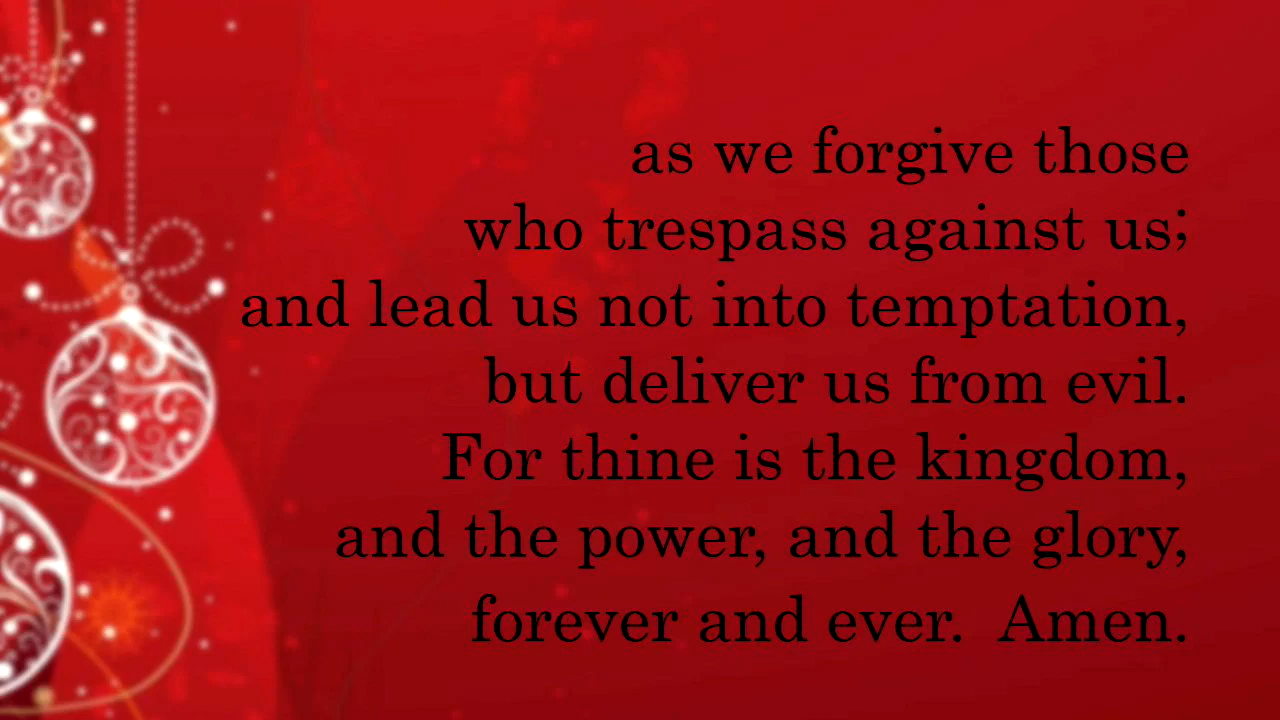 as we forgive those
who trespass against us;
and lead us not into temptation,
but deliver us from evil.
For thine is the kingdom,
and the power, and the glory,
forever and ever.  Amen.